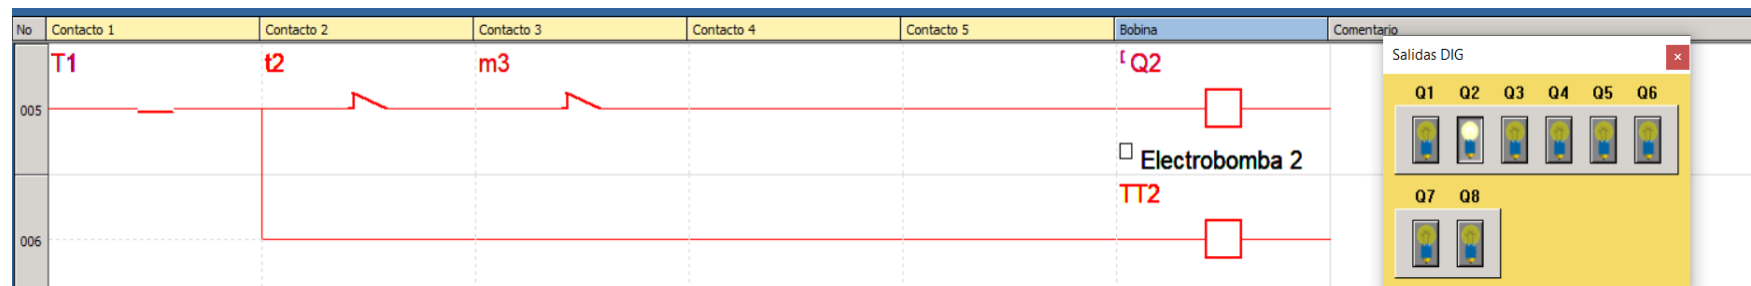 No Contacto 1 Contacto 2 Contacto 3 Contacto 4 Contacto 5 Bobina Comentario
Salidas DIG x
T1 t2 m3 [ Q2
Q1 Q2 Q3 Q4 Q5 Q6
005
Electrobomba 2
TT2
Q7 Q8
006